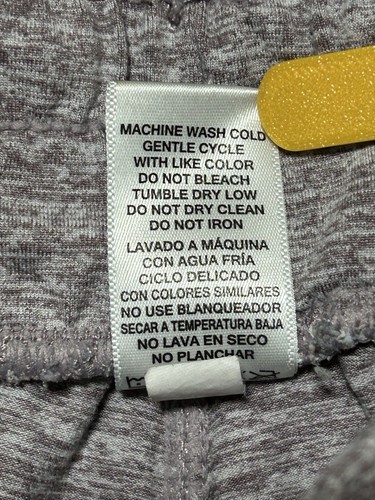 MACHINE WASH COLD
GENTLE CYCLE
WITH LIKE COLOR
DO NOT BLEACH
TUMBLE DRY LOW
DO NOT DRY CLEAN
DO NOT IRON
LAVADO A MÁQUINA
CON AGUA FRÍA
CICLO DELICADO
CON COLORES SIMILARES
NO USE BLANQUEADOR
SECAR A TEMPERATURA BAJA
NO LAVA EN SECO
NO PLANCHAR